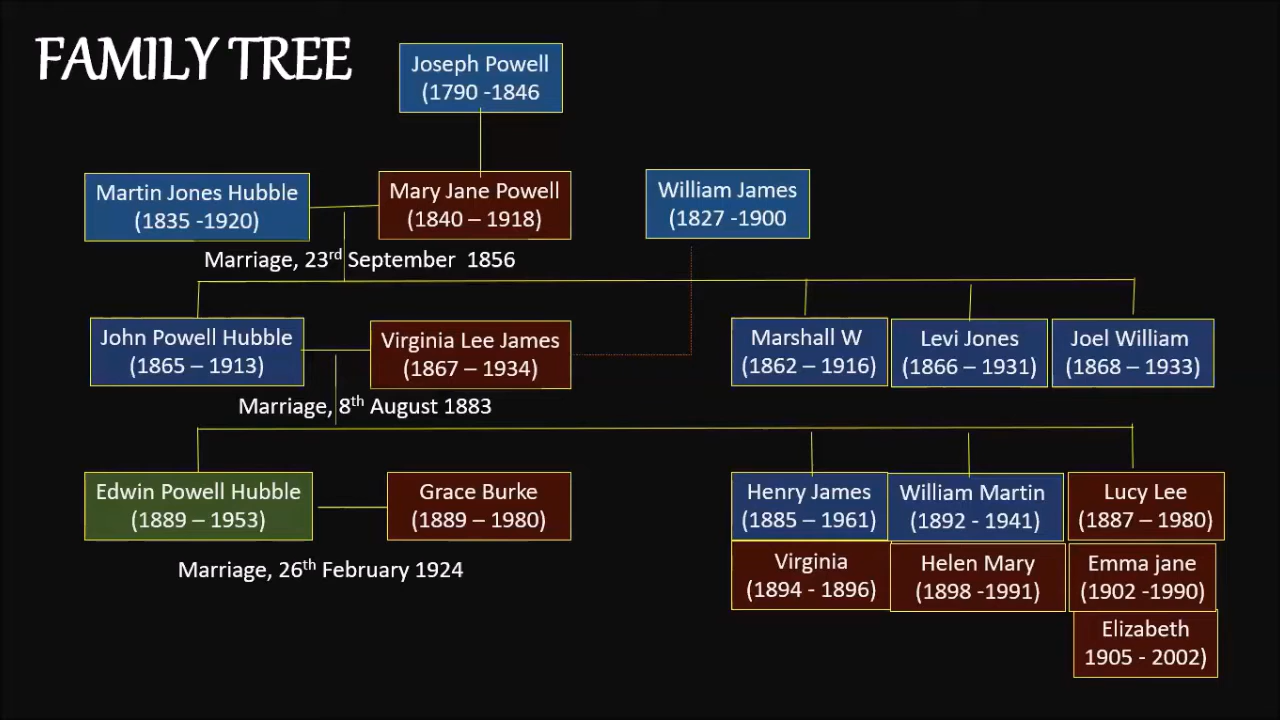 FAMILY TREE
Joseph Powell
(1790 -1846
Martin Jones Hubble
(1835 -1920)
Mary Jane Powell
(1840 – 1918)
William James
(1827 -1900
Marriage, 23rd September 1856
John Powell Hubble
(1865 – 1913)
Virginia Lee James
(1867 – 1934)
Marshall W
(1862 – 1916)
Levi Jones
(1866 – 1931)
Joel William
(1868 – 1933)
Marriage, 8th August 1883
Edwin Powell Hubble
(1889 – 1953)
Grace Burke
(1889 – 1980)
Henry James
(1885 – 1961)
William Martin
(1892 - 1941)
Lucy Lee
(1887 – 1980)
Marriage, 26th February 1924
Virginia
(1894 - 1896)
Helen Mary
(1898 -1991)
Emma jane
(1902 -1990)
Elizabeth
1905 - 2002)